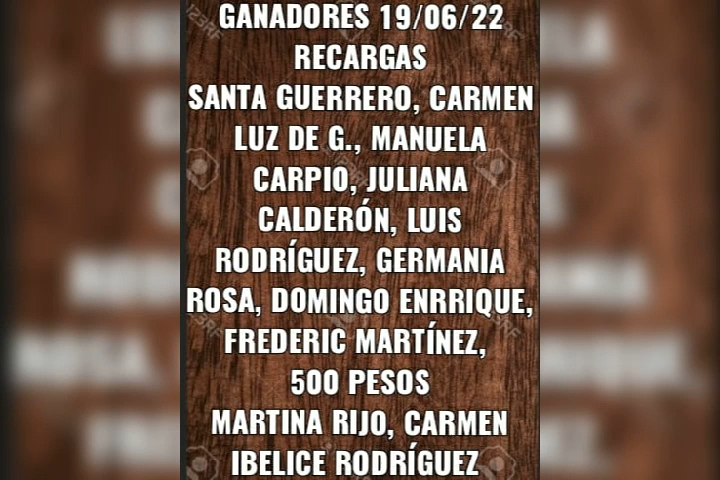 GANADORES 19/06/22
RECARGAS
SANTA GUERRERO, CARMEN
LUZ DE G., MANUELA
CARPIO, JULIANA
CALDERÓN, LUIS
RODRÍGUEZ, GERMANIA
ROSA, DOMINGO ENRRIQUE,
FREDERIC MARTÍNEZ,
500 PESOS
MARTINA RIJO, CARMEN
IBELICE RODRÍGUEZ